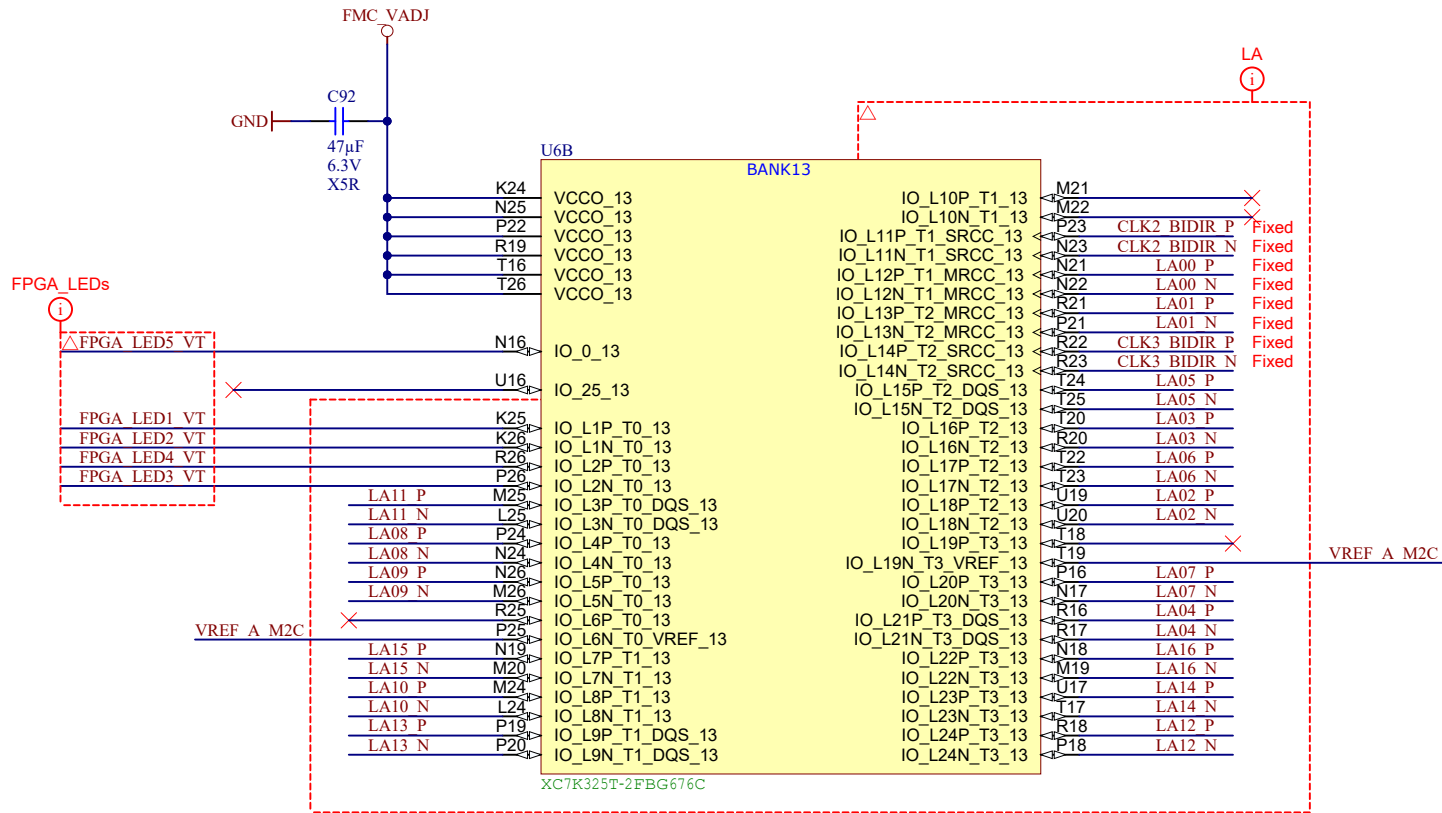 FMC_VADJ
LA
i
C92
GND
47µF
6.3V
X5R
U6B
BANK13
K24 VCCO_13
N25 VCCO_13
P22 VCCO_13
R19 VCCO_13
T16 VCCO_13
T26 VCCO_13
FPGA_LEDs
i
FPGA_LED5_VT N16 IO_0_13
U16 IO_25_13
FPGA_LED1_VT K25 IO_L1P_T0_13
FPGA_LED2_VT K26 IO_L1N_T0_13
FPGA_LED4_VT R26 IO_L2P_T0_13
FPGA_LED3_VT P26 IO_L2N_T0_13
LA11_P M25 IO_L3P_T0_DQS_13
LA11_N L25 IO_L3N_T0_DQS_13
LA08_P P24 IO_L4P_T0_13
LA08_N N24 IO_L4N_T0_13
LA09_P N26 IO_L5P_T0_13
LA09_N M26 IO_L5N_T0_13
R25 IO_L6P_T0_13
VREF_A_M2C P25 IO_L6N_T0_VREF_13
LA15_P N19 IO_L7P_T1_13
LA15_N M20 IO_L7N_T1_13
LA10_P M24 IO_L8P_T1_13
LA10_N L24 IO_L8N_T1_13
LA13_P P19 IO_L9P_T1_DQS_13
LA13_N P20 IO_L9N_T1_DQS_13
IO_L10P_T1_13 M21
IO_L10N_T1_13 M22
IO_L11P_T1_SRCC_13 P23 CLK2_BIDIR_P Fixed
IO_L11N_T1_SRCC_13 N23 CLK2_BIDIR_N Fixed
IO_L12P_T1_MRCC_13 N21 LA00_P Fixed
IO_L12N_T1_MRCC_13 N22 LA00_N Fixed
IO_L13P_T2_MRCC_13 R21 LA01_P Fixed
IO_L13N_T2_MRCC_13 P21 LA01_N Fixed
IO_L14P_T2_SRCC_13 R22 CLK3_BIDIR_P Fixed
IO_L14N_T2_SRCC_13 R23 CLK3_BIDIR_N Fixed
IO_L15P_T2_DQS_13 T24 LA05_P
IO_L15N_T2_DQS_13 T25 LA05_N
IO_L16P_T2_13 T20 LA03_P
IO_L16N_T2_13 R20 LA03_N
IO_L17P_T2_13 T22 LA06_P
IO_L17N_T2_13 T23 LA06_N
IO_L18P_T2_13 U19 LA02_P
IO_L18N_T2_13 U20 LA02_N
IO_L19P_T3_13 T18
IO_L19N_T3_VREF_13 T19 VREF_A_M2C
IO_L20P_T3_13 P16 LA07_P
IO_L20N_T3_13 N17 LA07_N
IO_L21P_T3_DQS_13 R16 LA04_P
IO_L21N_T3_DQS_13 R17 LA04_N
IO_L22P_T3_13 N18 LA16_P
IO_L22N_T3_13 M19 LA16_N
IO_L23P_T3_13 U17 LA14_P
IO_L23N_T3_13 T17 LA14_N
IO_L24P_T3_13 R18 LA12_P
IO_L24N_T3_13 P18 LA12_N
XC7K325T-2FBG676C